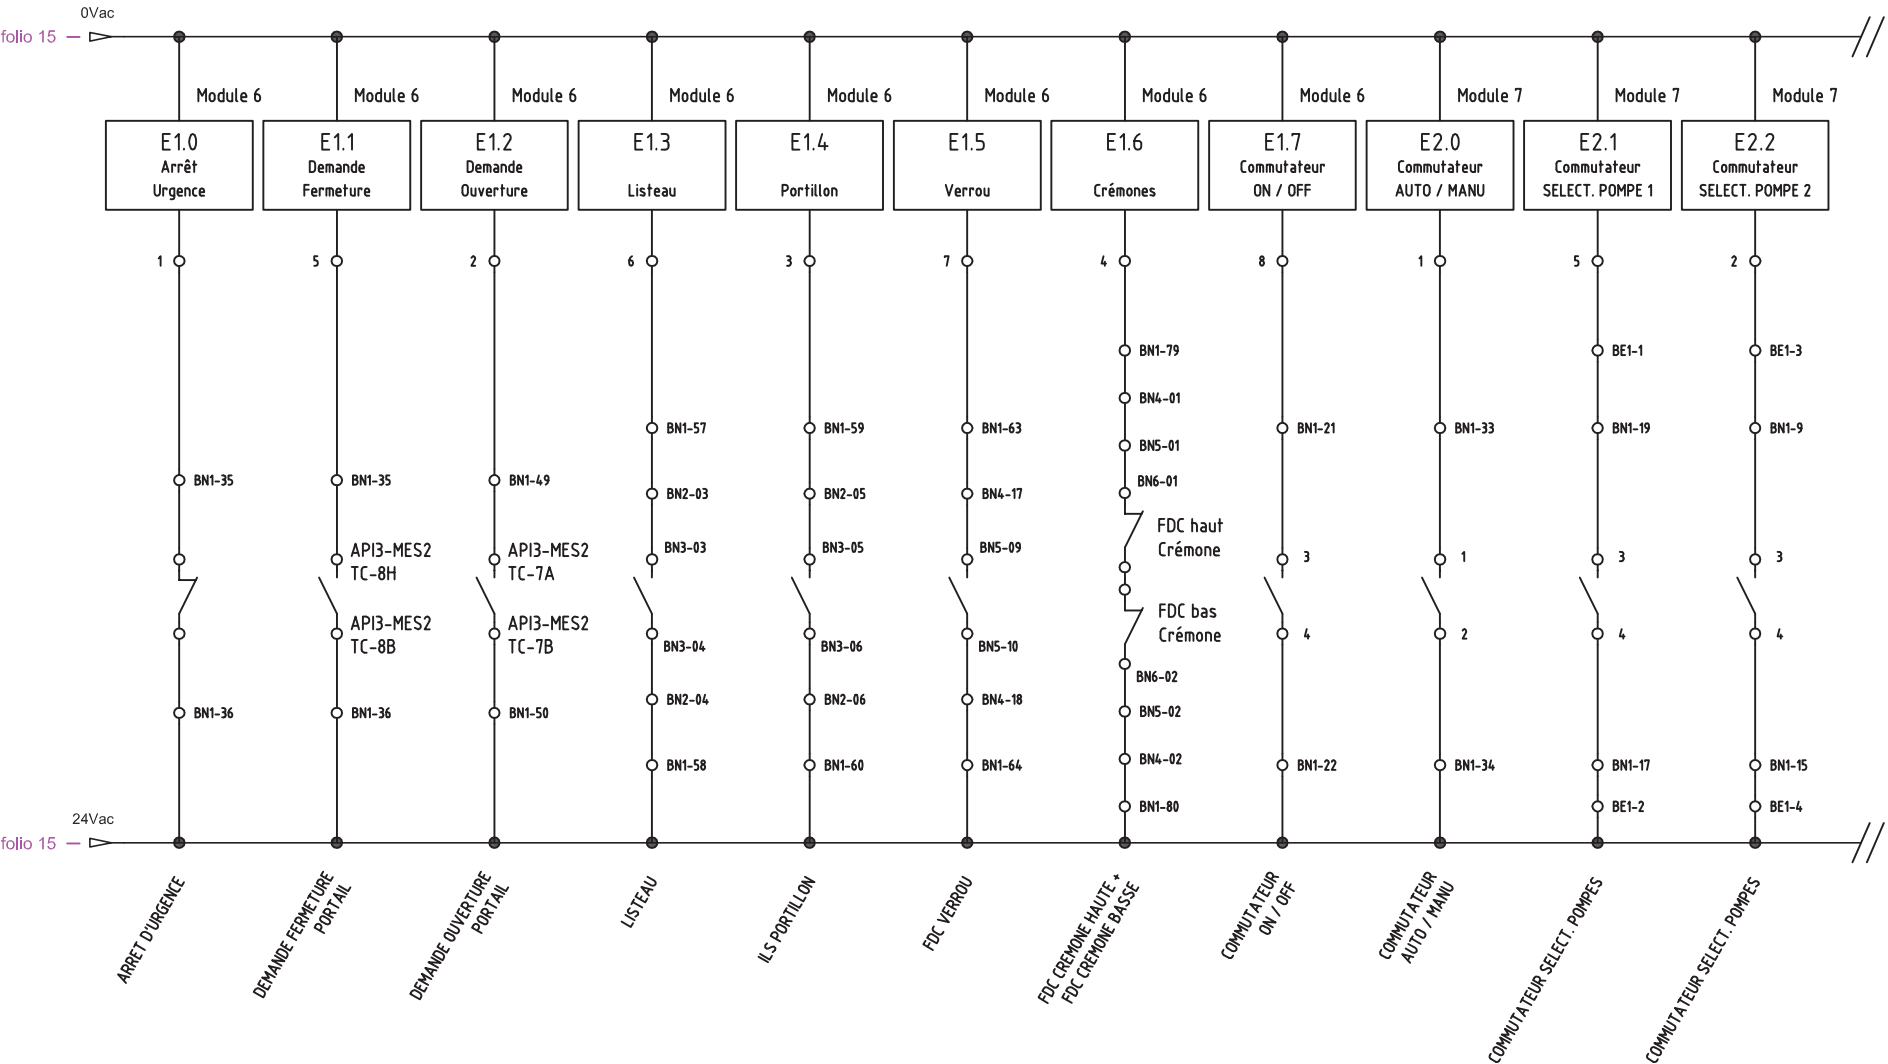 0Vac
folio 15
Module 6
Module 6
Module 6
Module 6
Module 6
Module 6
Module 6
Module 6
Module 7
Module 7
Module 7
E1.0
Arrêt
Urgence
E1.1
Demande
Fermeture
E1.2
Demande
Ouverture
E1.3
Listeau
E1.4
Portillon
E1.5
Verrou
E1.6
Crémones
E1.7
Commutateur
ON / OFF
E2.0
Commutateur
AUTO / MANU
E2.1
Commutateur
SELECT. POMPE 1
E2.2
Commutateur
SELECT. POMPE 2
1
5
2
6
3
7
4
8
1
5
2
BN1-35
BN1-36
BN1-35
API3-MES2
TC-8H
API3-MES2
TC-8B
BN1-36
BN1-49
API3-MES2
TC-7A
API3-MES2
TC-7B
BN1-50
BN1-57
BN2-03
BN3-03
BN3-04
BN2-04
BN1-58
BN1-59
BN2-05
BN3-05
BN3-06
BN2-06
BN1-60
BN1-63
BN4-17
BN5-09
BN5-10
BN4-18
BN1-64
BN1-79
BN4-01
BN5-01
BN6-01
FDC haut
Crémone
FDC bas
Crémone
BN6-02
BN5-02
BN4-02
BN1-80
BN1-21
3
4
BN1-22
BN1-33
1
2
BN1-34
BE1-1
BN1-19
3
4
BN1-17
BE1-2
BE1-3
BN1-9
3
4
BN1-15
BE1-4
24Vac
folio 15
ARRET D'URGENCE
DEMANDE FERMETURE
PORTAIL
DEMANDE OUVERTURE
PORTAIL
LISTEAU
ILS PORTILLON
FDC VERROU
FDC CREMONE HAUTE +
FDC CREMONE BASSE
COMMUTATEUR
ON / OFF
COMMUTATEUR
AUTO / MANU
COMMUTATEUR SELECT. POMPES
COMMUTATEUR SELECT. POMPES